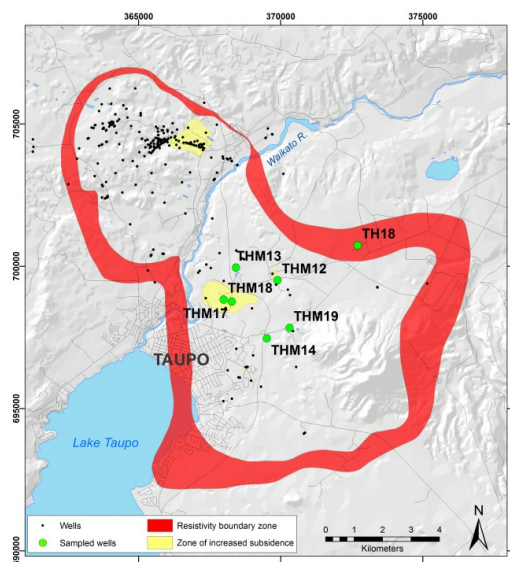 365000
370000
375000
705000
Waikato R.
TH18
700000
THM13
THM12
THM18
THM17
THM19
THM14
TAUPO
695000
Lake Taupo
N
Wells
Resistivity boundary zone
Sampled wells
Zone of increased subsidence
0 1 2 3 4
Kilometers
690000